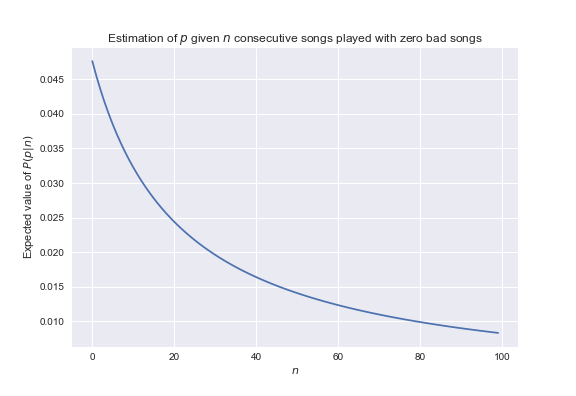 Estimation of p given n consecutive songs played with zero bad songs
Expected value of P(p|n)
0.045
0.040
0.035
0.030
0.025
0.020
0.015
0.010
0 20 40 60 80 100
n